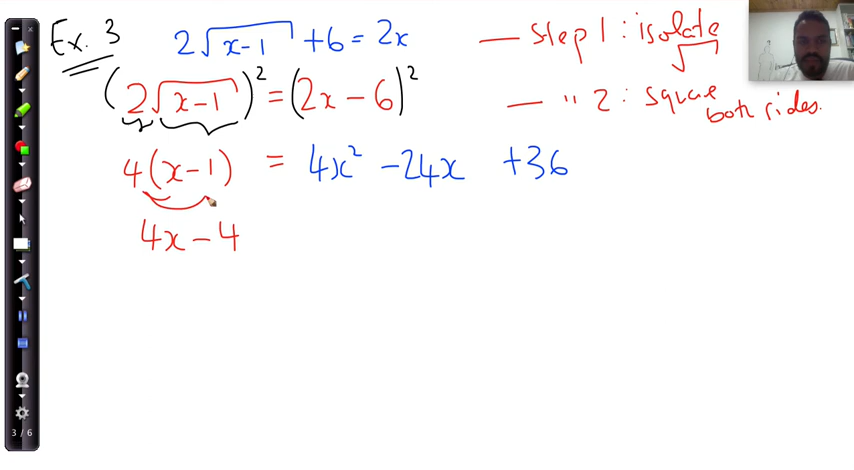 Ex. 3
2√x-1 + 6 = 2x
(2√x-1)² = (2x - 6)²
4(x-1) = 4x² - 24x + 36
4x - 4
— step 1 : isolate √
— " 2 : square both sides.
3 / 6